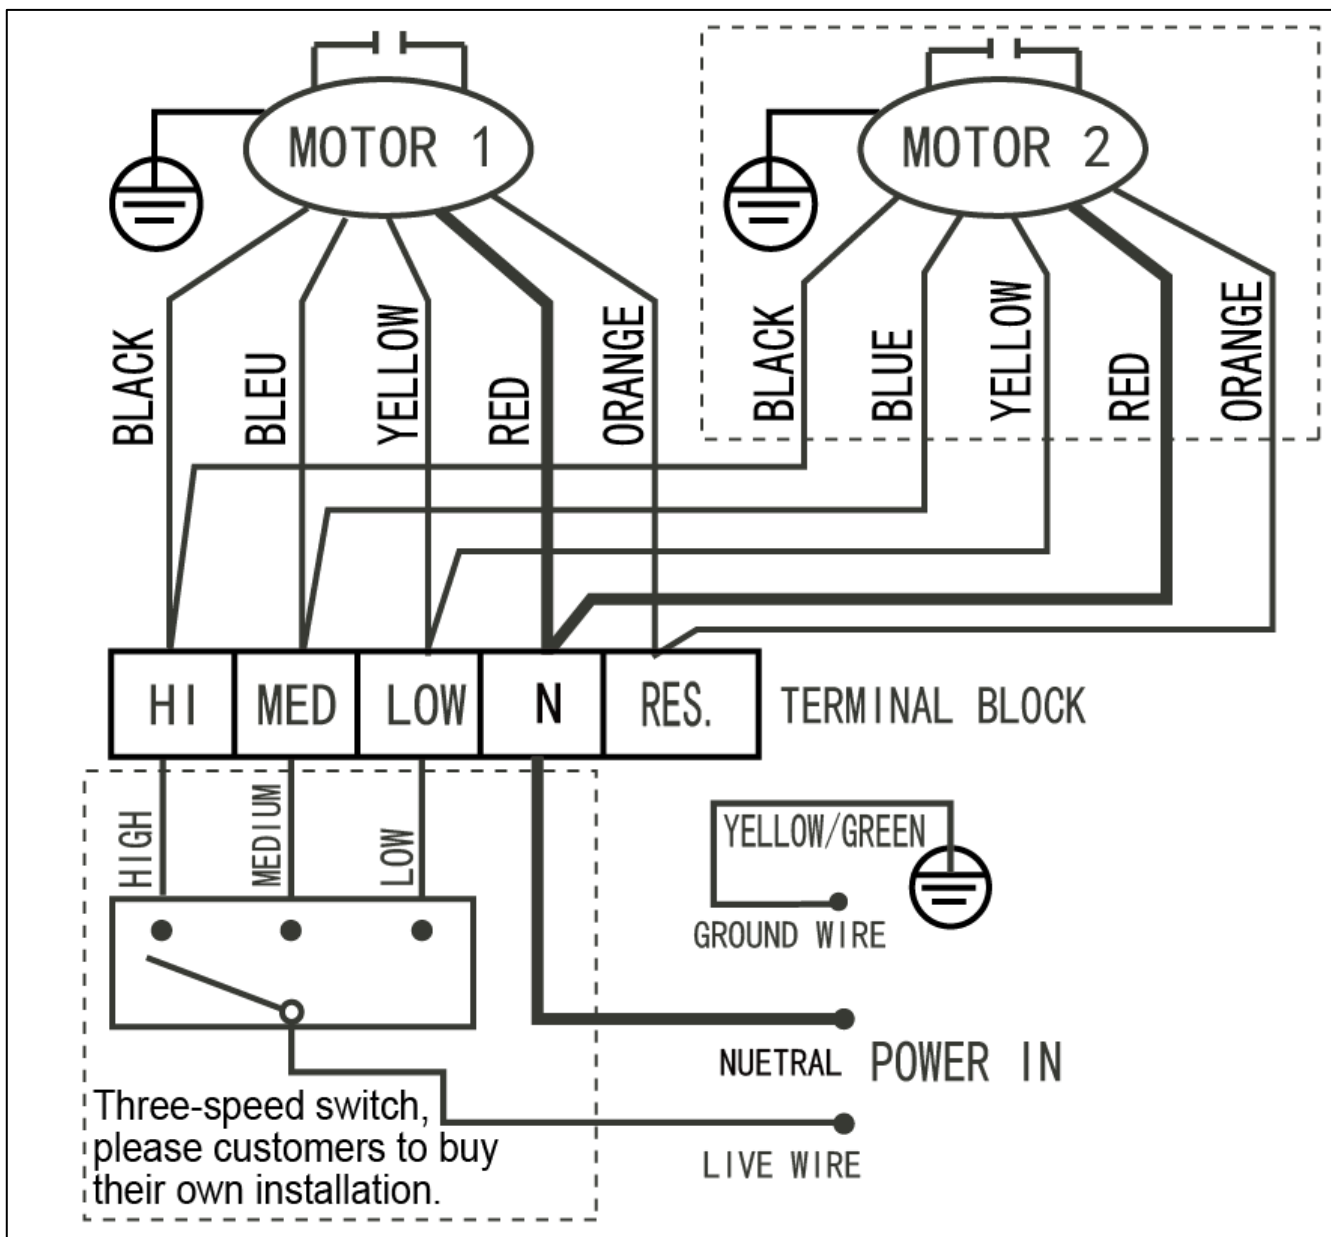 MOTOR 1
MOTOR 2
BLACK
BLEU
YELLOW
RED
ORANGE
BLACK
BLUE
YELLOW
RED
ORANGE
HI
MED
LOW
N
RES.
TERMINAL BLOCK
HIGH
MEDIUM
LOW
YELLOW/GREEN
GROUND WIRE
NUETRAL
POWER IN
LIVE WIRE
Three-speed switch,
please customers to buy
their own installation.